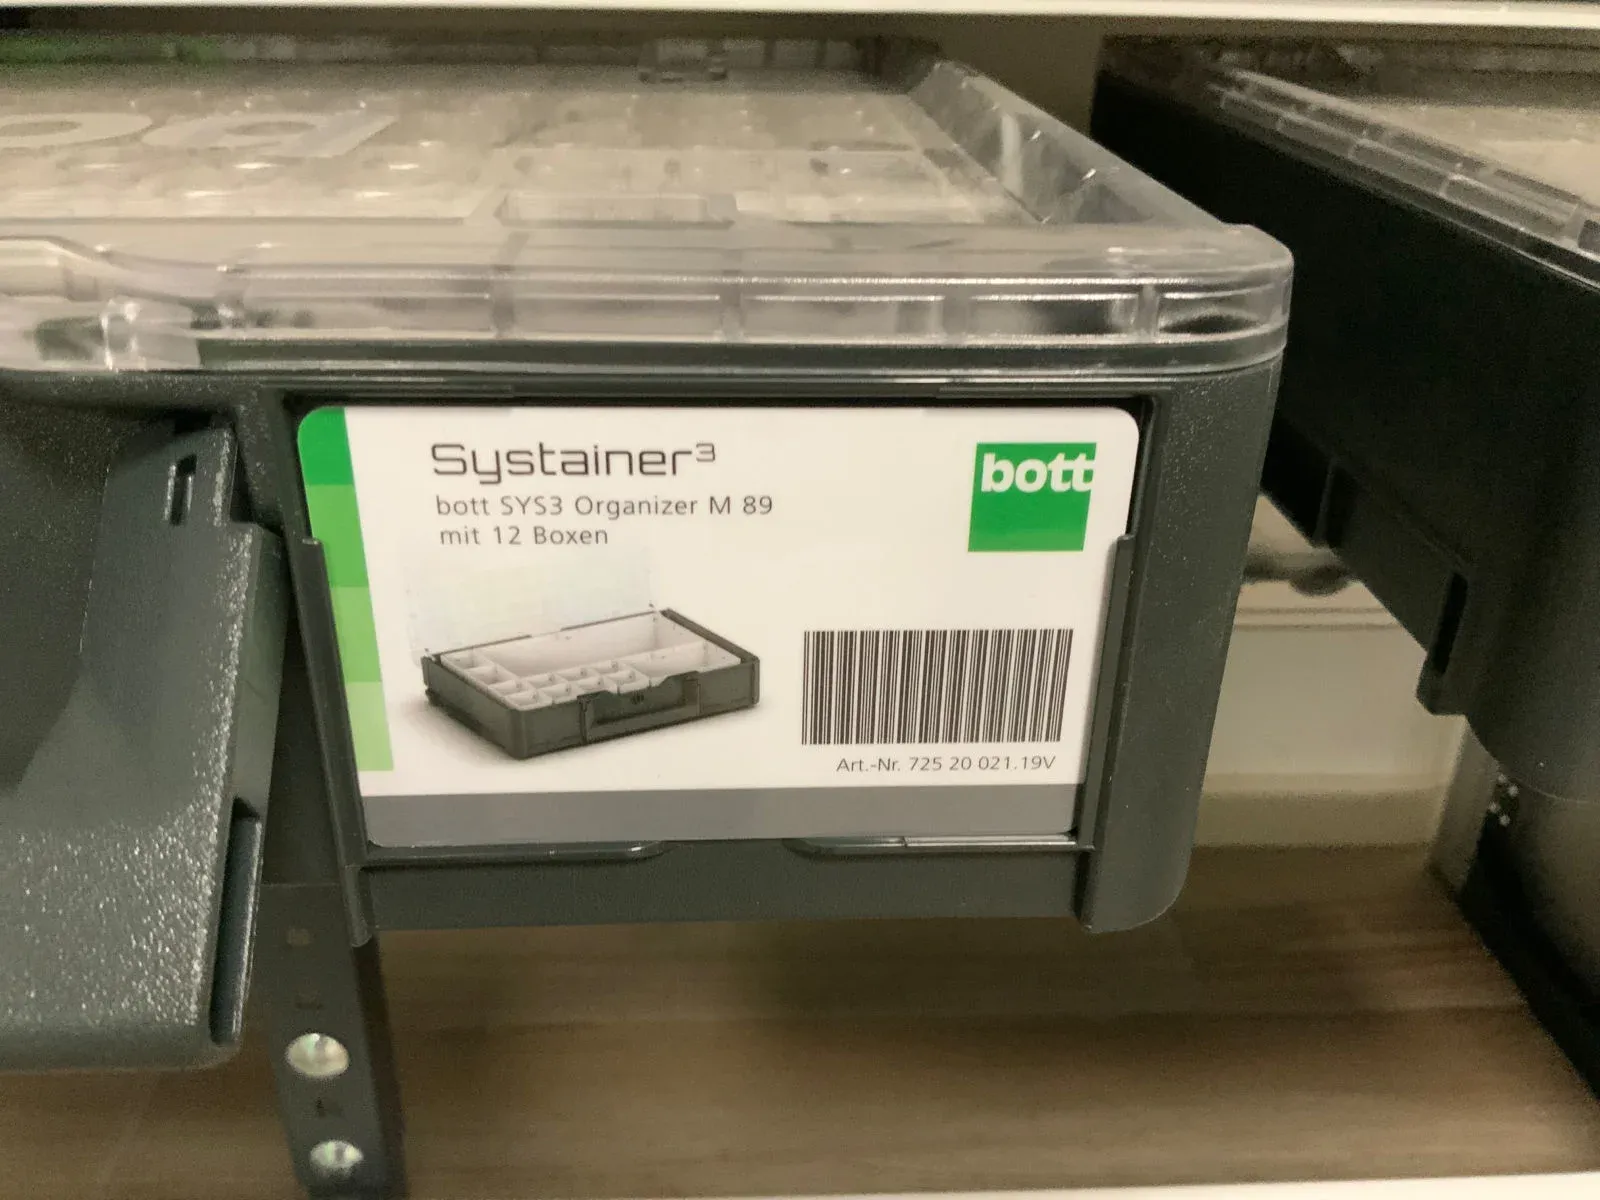 Systainer³
bott SYS3 Organizer M 89
mit 12 Boxen
bott
Art.-Nr. 725 20 021.19V